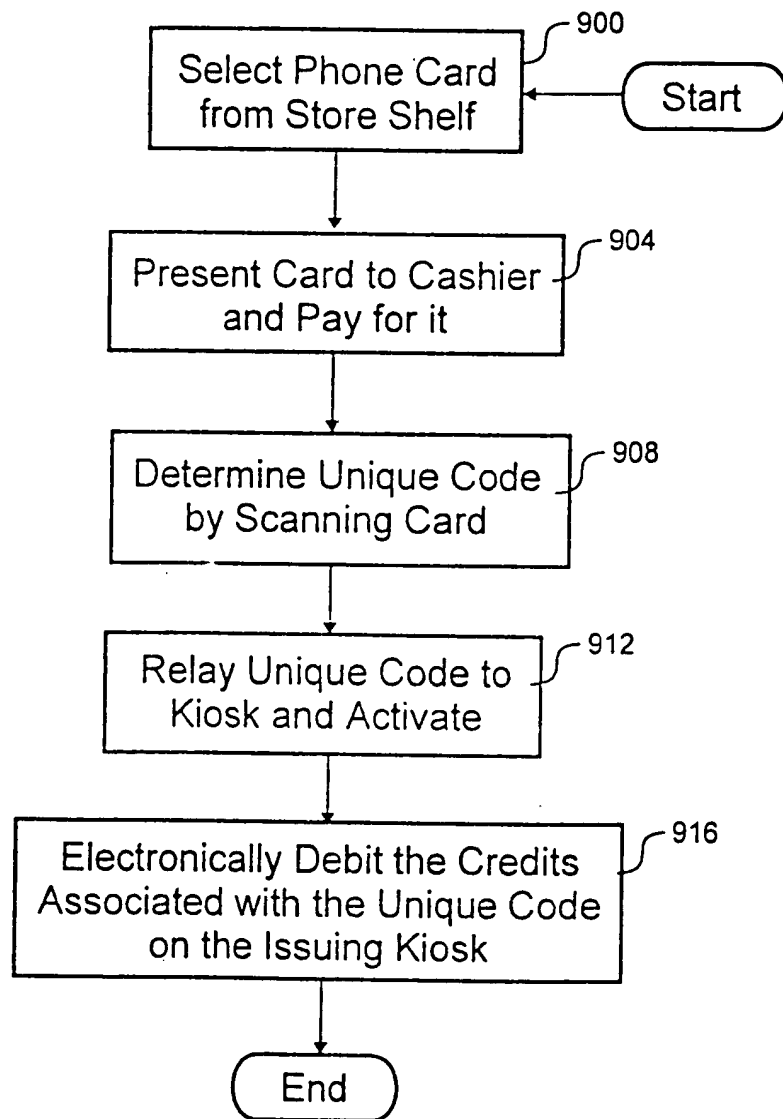 900
Select Phone Card
from Store Shelf
Start
904
Present Card to Cashier
and Pay for it
908
Determine Unique Code
by Scanning Card
912
Relay Unique Code to
Kiosk and Activate
916
Electronically Debit the Credits
Associated with the Unique Code
on the Issuing Kiosk
End